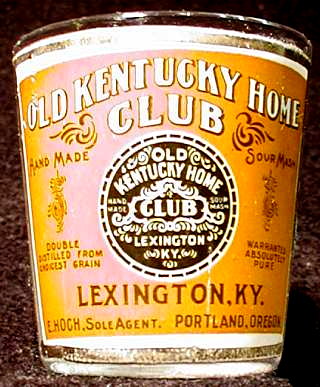 OLD KENTUCKY HOME
CLUB
HAND MADE
SOUR MASH
OLD
KENTUCKY HOME
HAND MADE
CLUB
SOUR MASH
LEXINGTON
KY.
DOUBLE
DISTILLED FROM
CHOICEST GRAIN
WARRANTED
ABSOLUTELY
PURE
LEXINGTON, KY.
E. HOCH, SOLE AGENT. PORTLAND, OREGON